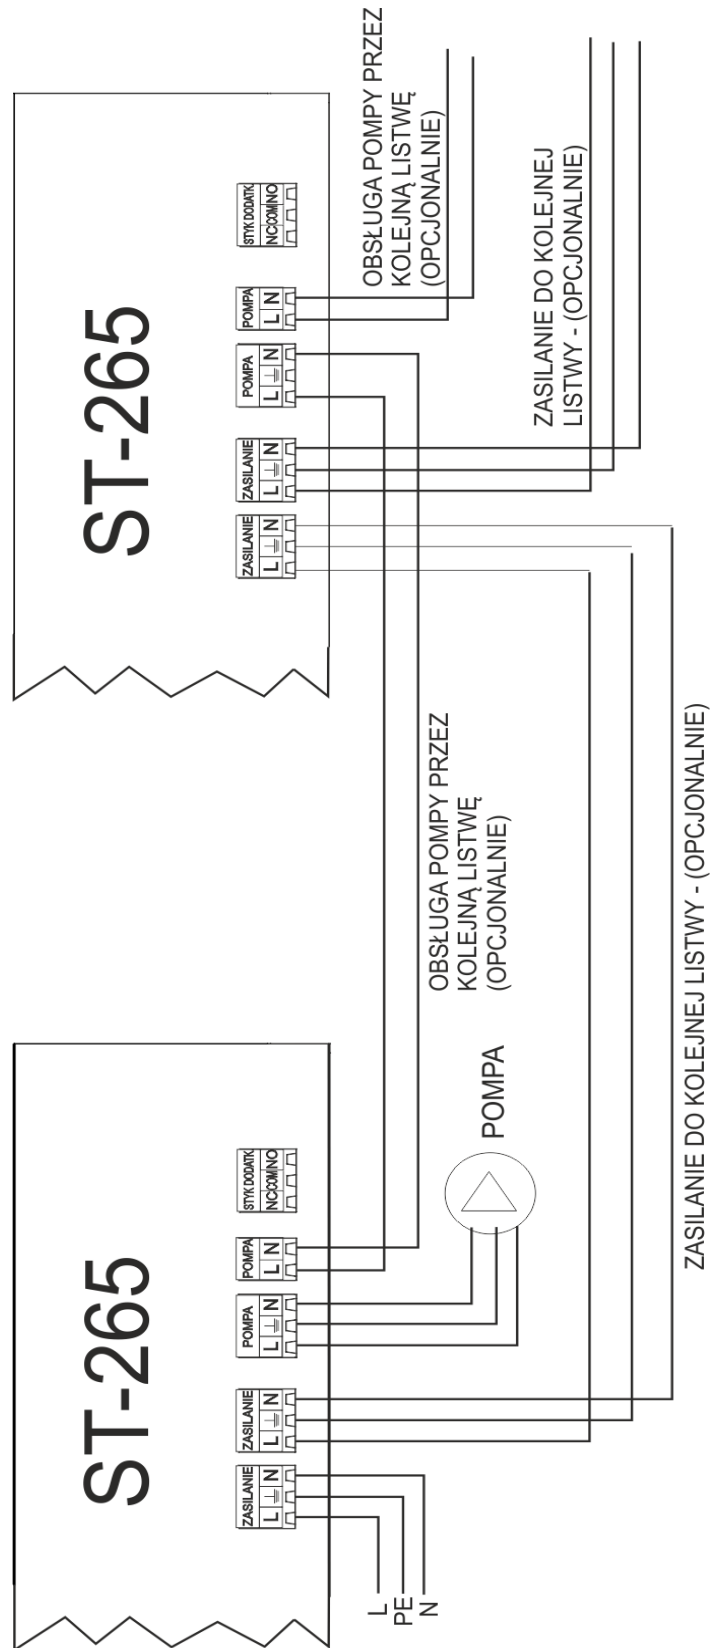 ST-265
ZASILANIE
L N
ZASILANIE
L N
POMPA
L N
POMPA
L N
STYK DODATK.
NC COM NO
L
PE
N
POMPA
OBSŁUGA POMPY PRZEZ
KOLEJNĄ LISTWĘ
(OPCJONALNIE)
ZASILANIE DO KOLEJNEJ LISTWY - (OPCJONALNIE)
ST-265
ZASILANIE
L N
ZASILANIE
L N
POMPA
L N
POMPA
L N
STYK DODATK.
NC COM NO
OBSŁUGA POMPY PRZEZ
KOLEJNĄ LISTWĘ
(OPCJONALNIE)
ZASILANIE DO KOLEJNEJ
LISTWY - (OPCJONALNIE)